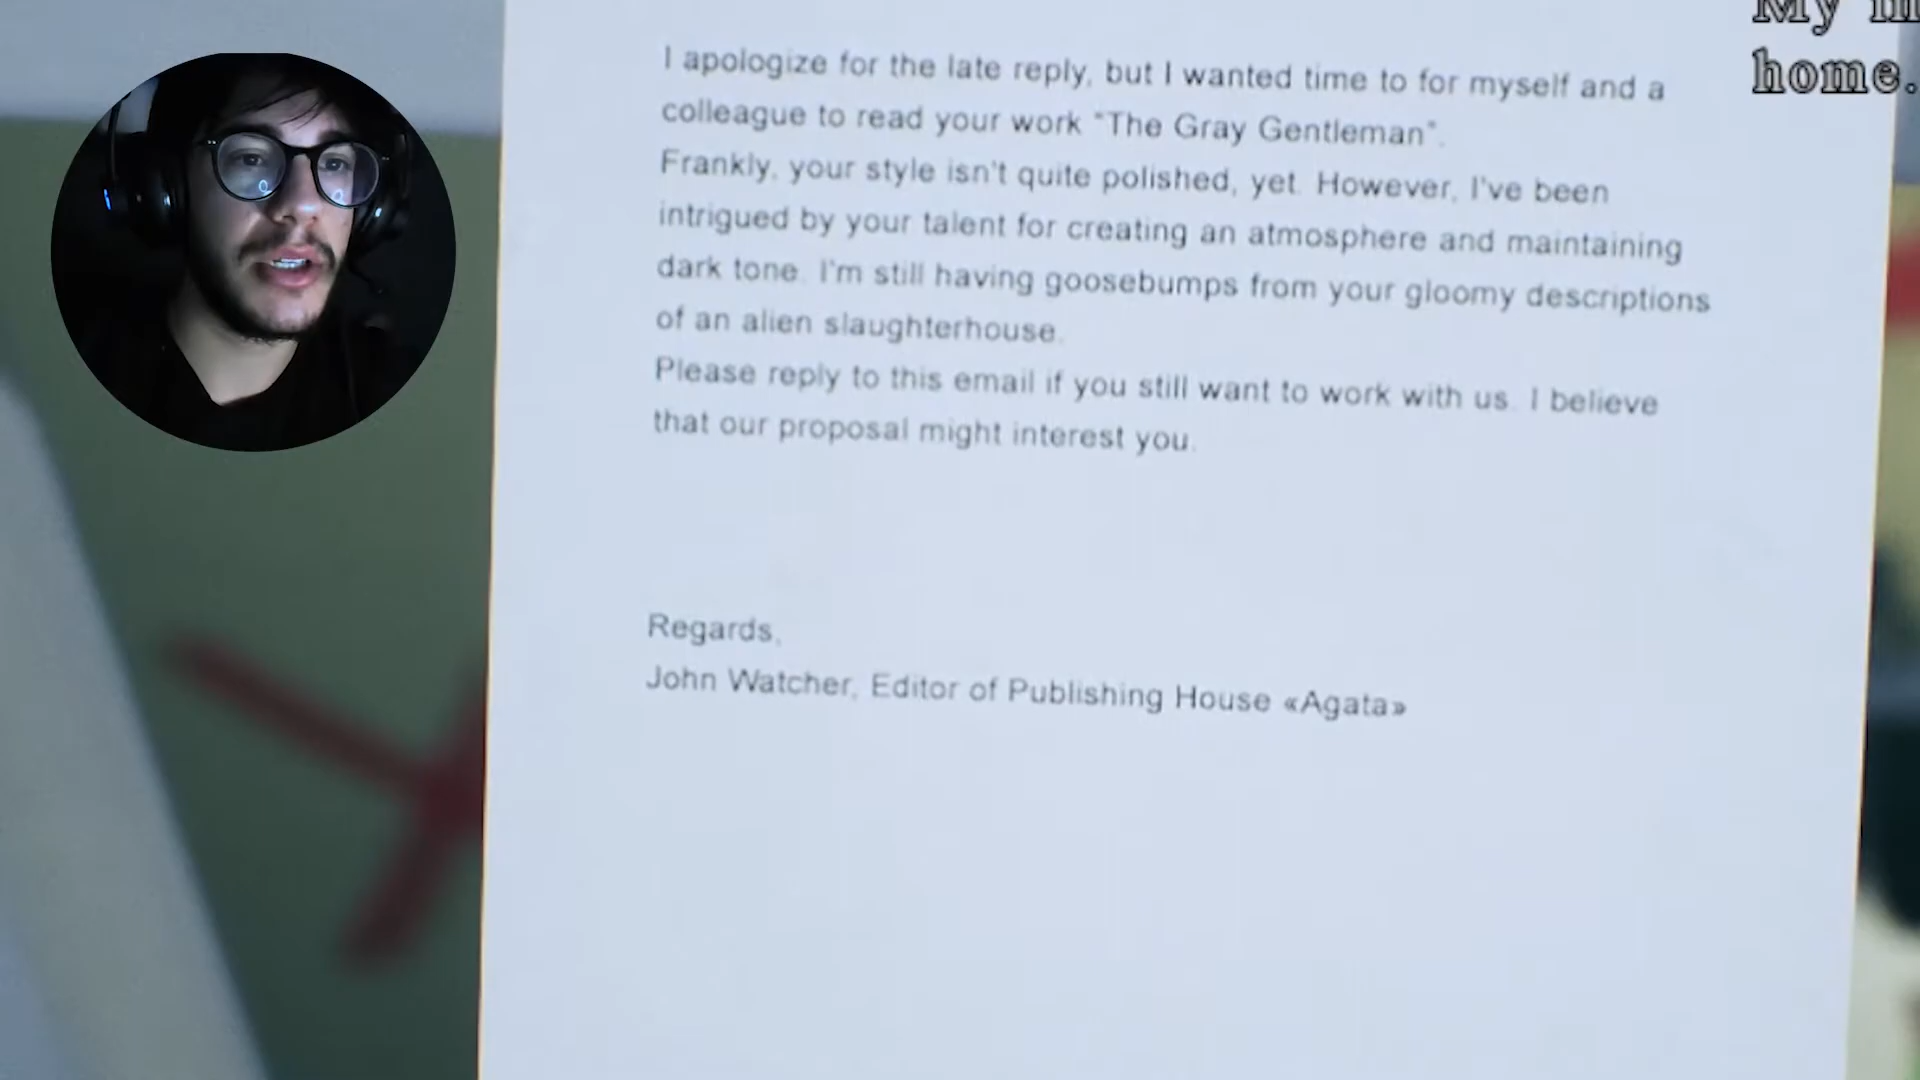 My
home.
I apologize for the late reply, but I wanted time to for myself and a
colleague to read your work "The Gray Gentleman".
Frankly, your style isn't quite polished, yet. However, I've been
intrigued by your talent for creating an atmosphere and maintaining
dark tone. I'm still having goosebumps from your gloomy descriptions
of an alien slaughterhouse.
Please reply to this email if you still want to work with us. I believe
that our proposal might interest you.
Regards,
John Watcher, Editor of Publishing House «Agata»